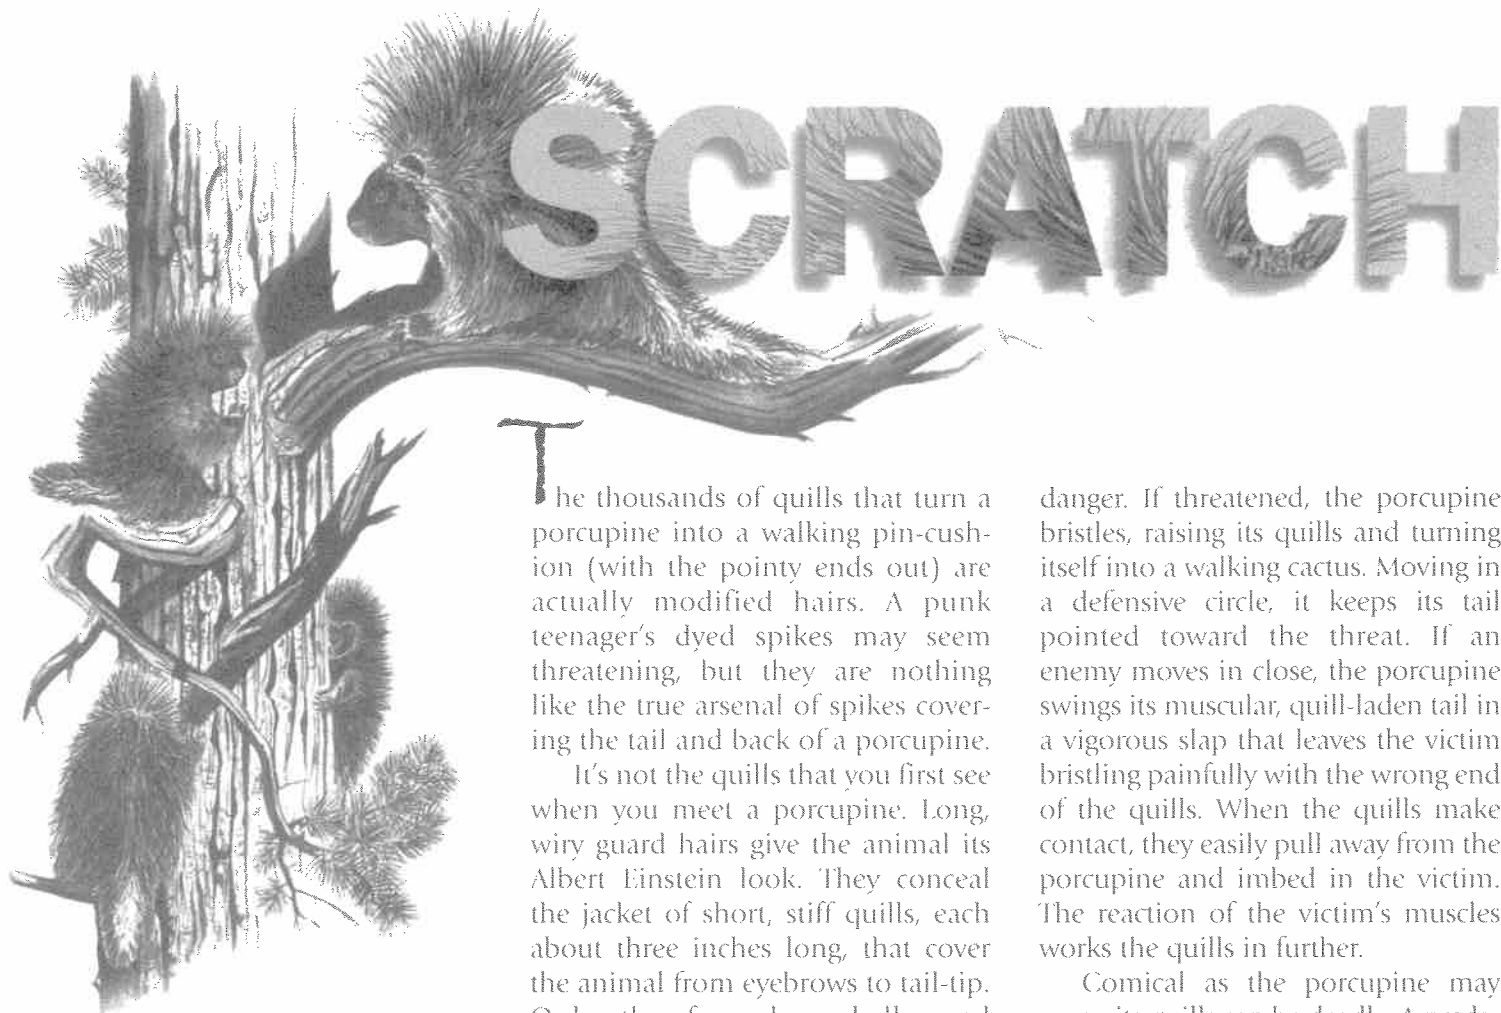 SCRATCH
The thousands of quills that turn a
porcupine into a walking pin-cush-
ion (with the pointy ends out) are
actually modified hairs. A punk
teenager's dyed spikes may seem
threatening, but they are nothing
like the true arsenal of spikes cover-
ing the tail and back of a porcupine.
It's not the quills that you first see
when you meet a porcupine. Long,
wiry guard hairs give the animal its
Albert Einstein look. They conceal
the jacket of short, stiff quills, each
about three inches long, that cover
the animal from eyebrows to tail-tip.
danger. If threatened, the porcupine
bristles, raising its quills and turning
itself into a walking cactus. Moving in
a defensive circle, it keeps its tail
pointed toward the threat. If an
enemy moves in close, the porcupine
swings its muscular, quill-laden tail in
a vigorous slap that leaves the victim
bristling painfully with the wrong end
of the quills. When the quills make
contact, they easily pull away from the
porcupine and imbed in the victim.
The reaction of the victim's muscles
works the quills in further.
Comical as the porcupine may